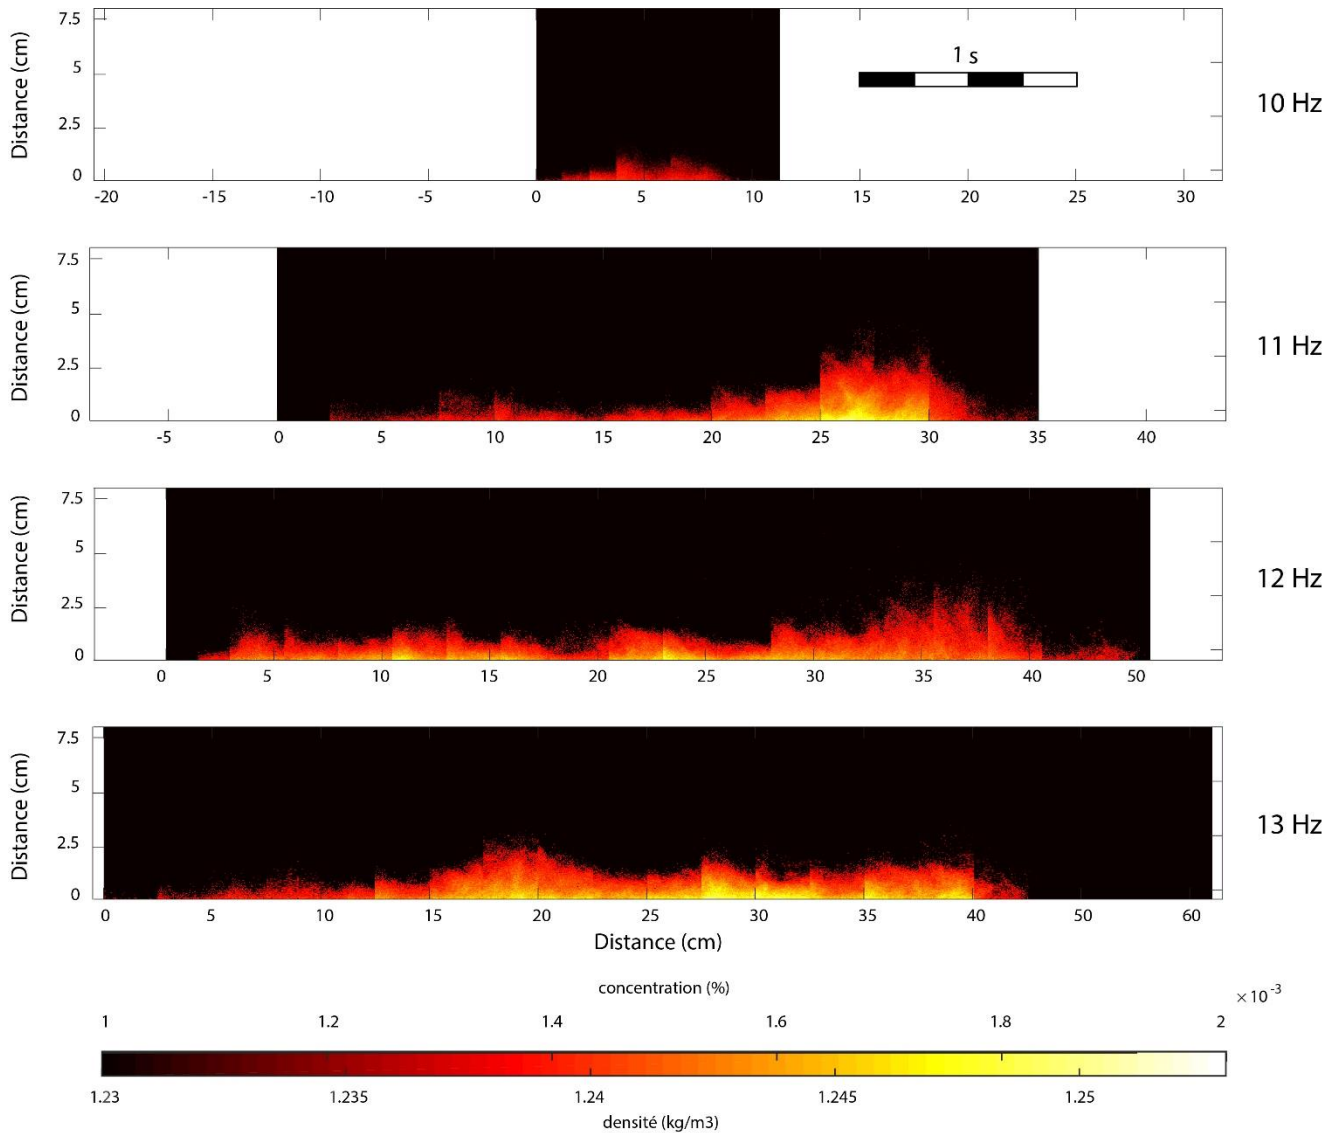 7.5
5
2.5
0
Distance (cm)
1 s
10 Hz
-20 -15 -10 -5 0 5 10 15 20 25 30
7.5
5
2.5
0
Distance (cm)
11 Hz
-5 0 5 10 15 20 25 30 35 40
7.5
5
2.5
0
Distance (cm)
12 Hz
0 5 10 15 20 25 30 35 40 50
7.5
5
2.5
0
Distance (cm)
13 Hz
0 5 10 15 20 25 30 35 40 50 60
Distance (cm)
concentration (%)
×10-3
1 1.2 1.4 1.6 1.8 2
1.23 1.235 1.24 1.245 1.25
densité (kg/m3)